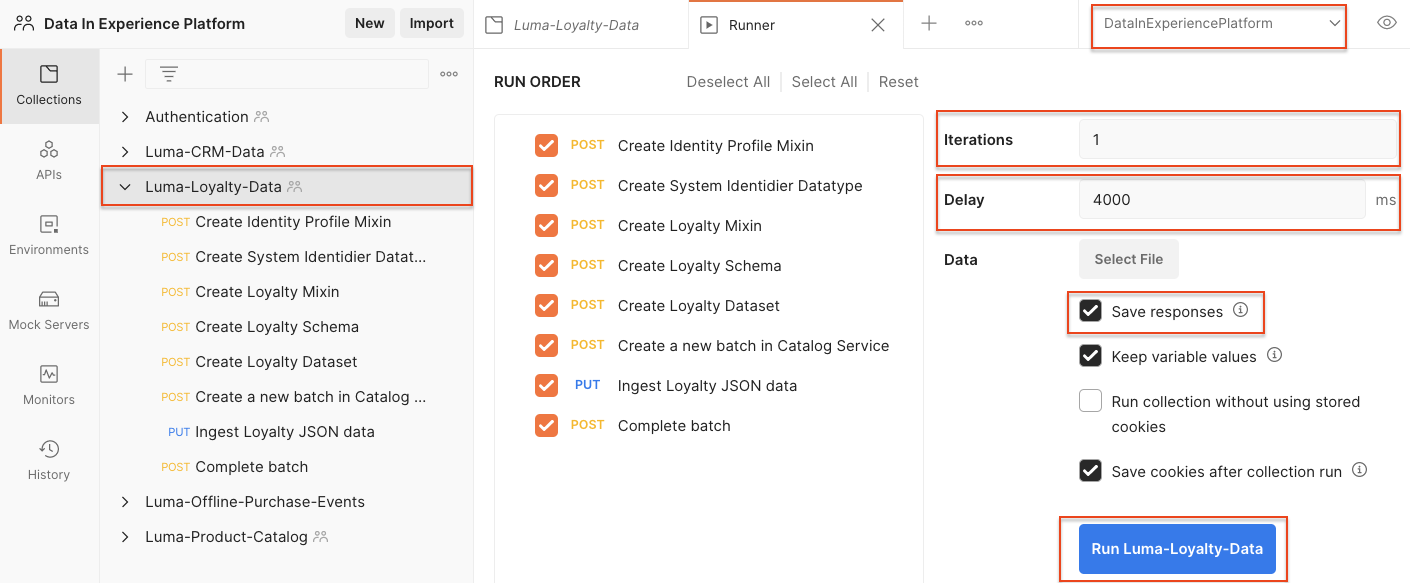 Data In Experience Platform
New
Import
Luma-Loyalty-Data
Runner
DataInExperiencePlatform
Collections
APIs
Environments
Mock Servers
Monitors
History
Authentication
Luma-CRM-Data
Luma-Loyalty-Data
POST Create Identity Profile Mixin
POST Create System Identidier Datat...
POST Create Loyalty Mixin
POST Create Loyalty Schema
POST Create Loyalty Dataset
POST Create a new batch in Catalog ...
PUT Ingest Loyalty JSON data
POST Complete batch
Luma-Offline-Purchase-Events
Luma-Product-Catalog
RUN ORDER
Deselect All
Select All
Reset
POST Create Identity Profile Mixin
POST Create System Identidier Datatype
POST Create Loyalty Mixin
POST Create Loyalty Schema
POST Create Loyalty Dataset
POST Create a new batch in Catalog Service
PUT Ingest Loyalty JSON data
POST Complete batch
Iterations 1
Delay 4000 ms
Data Select File
Save responses
Keep variable values
Run collection without using stored
cookies
Save cookies after collection run
Run Luma-Loyalty-Data